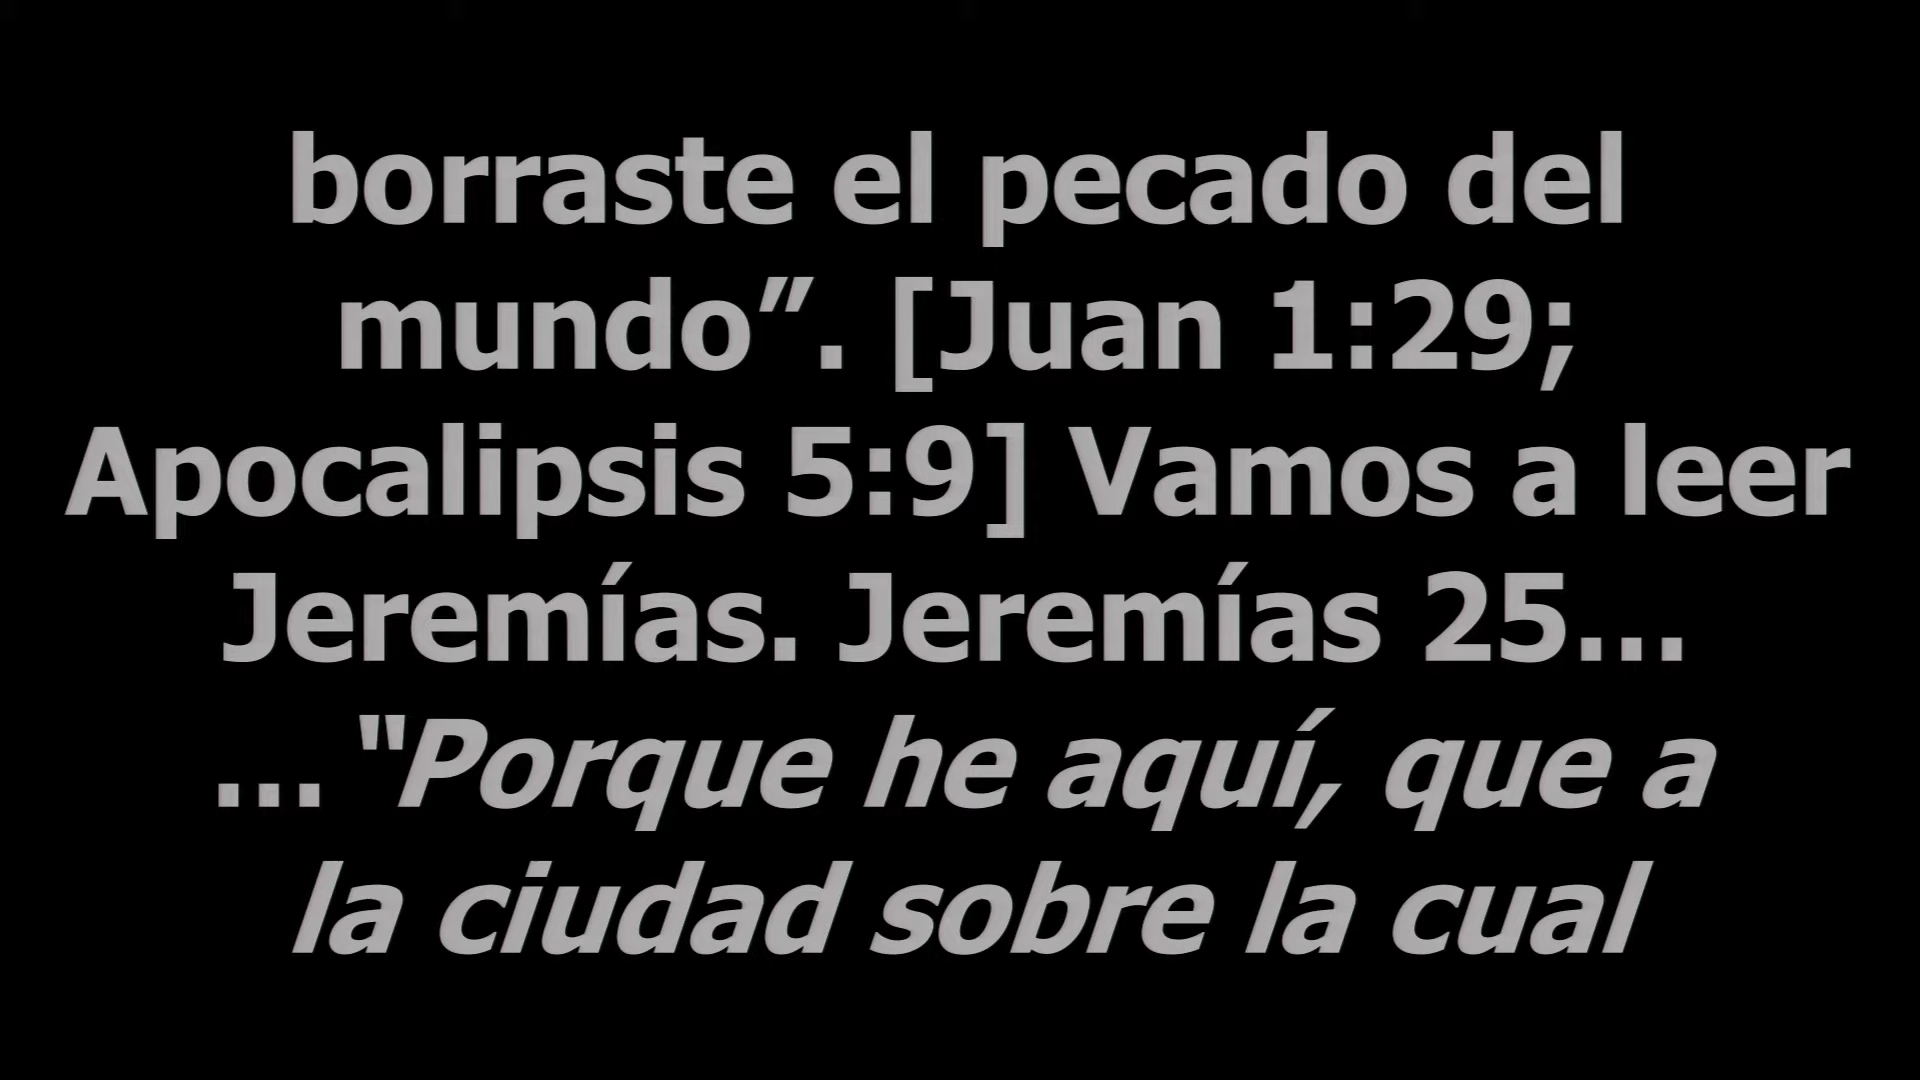 borraste el pecado del
mundo”. [Juan 1:29;
Apocalipsis 5:9] Vamos a leer
Jeremías. Jeremías 25…
…“Porque he aquí, que a
la ciudad sobre la cual